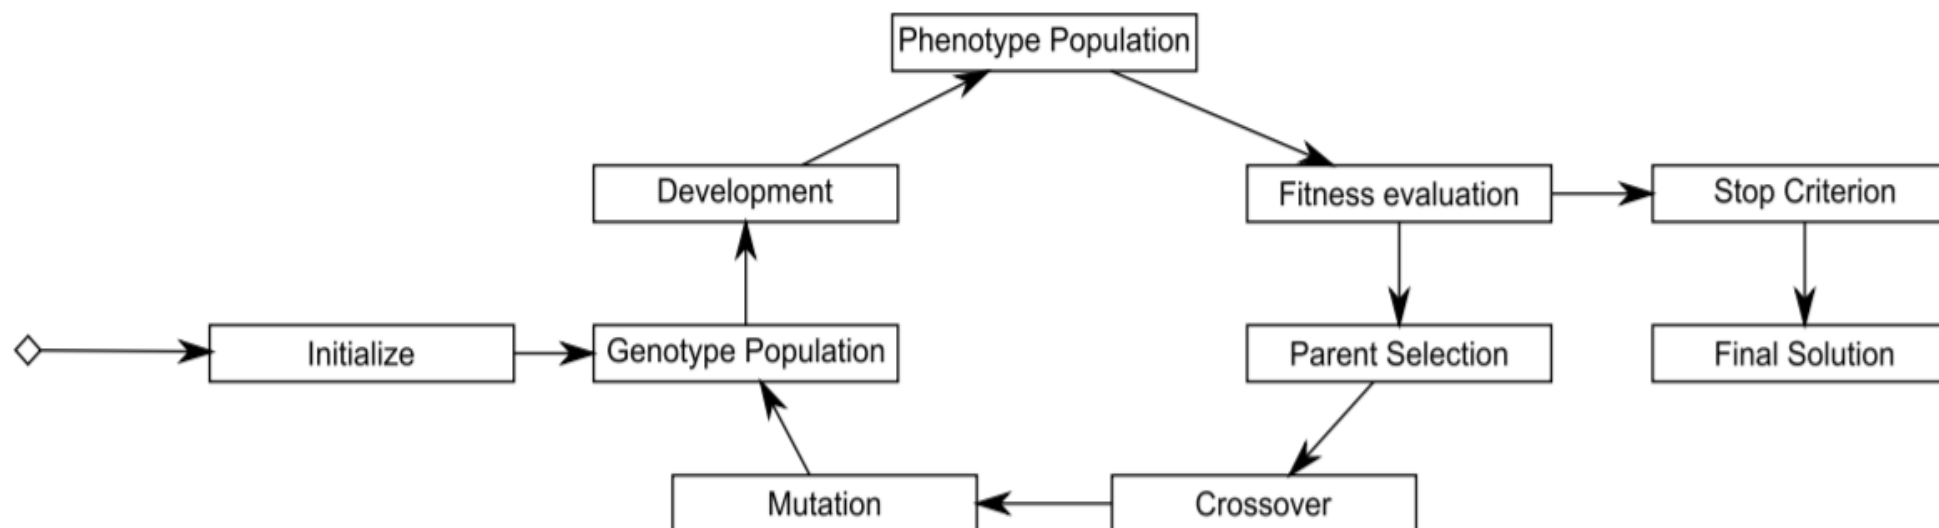 Phenotype Population
Development
Fitness evaluation
Stop Criterion
Initialize
Genotype Population
Parent Selection
Final Solution
Mutation
Crossover